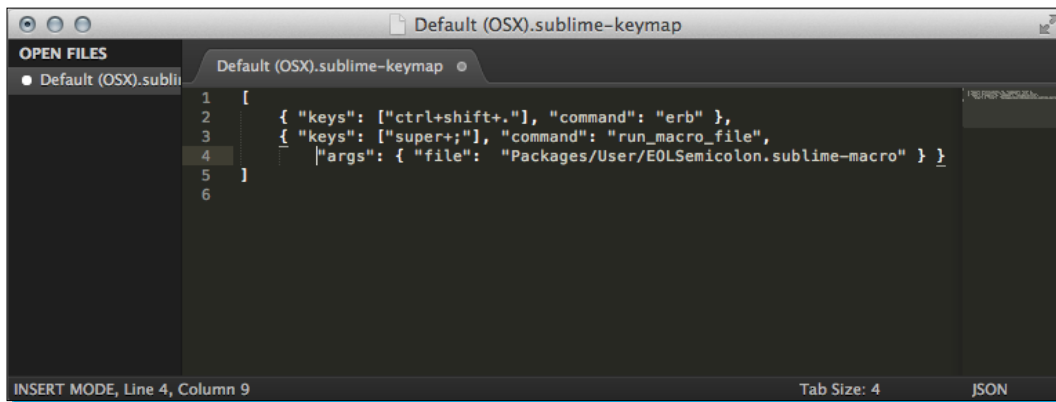 Default (OSX).sublime-keymap
OPEN FILES
Default (OSX).subli
Default (OSX).sublime-keymap
1 [
2 { "keys": ["ctrl+shift+."], "command": "erb" },
3 { "keys": ["super+;"], "command": "run_macro_file",
4 "args": { "file": "Packages/User/EOLSemicolon.sublime-macro" } }
5 ]
6
INSERT MODE, Line 4, Column 9 Tab Size: 4 JSON